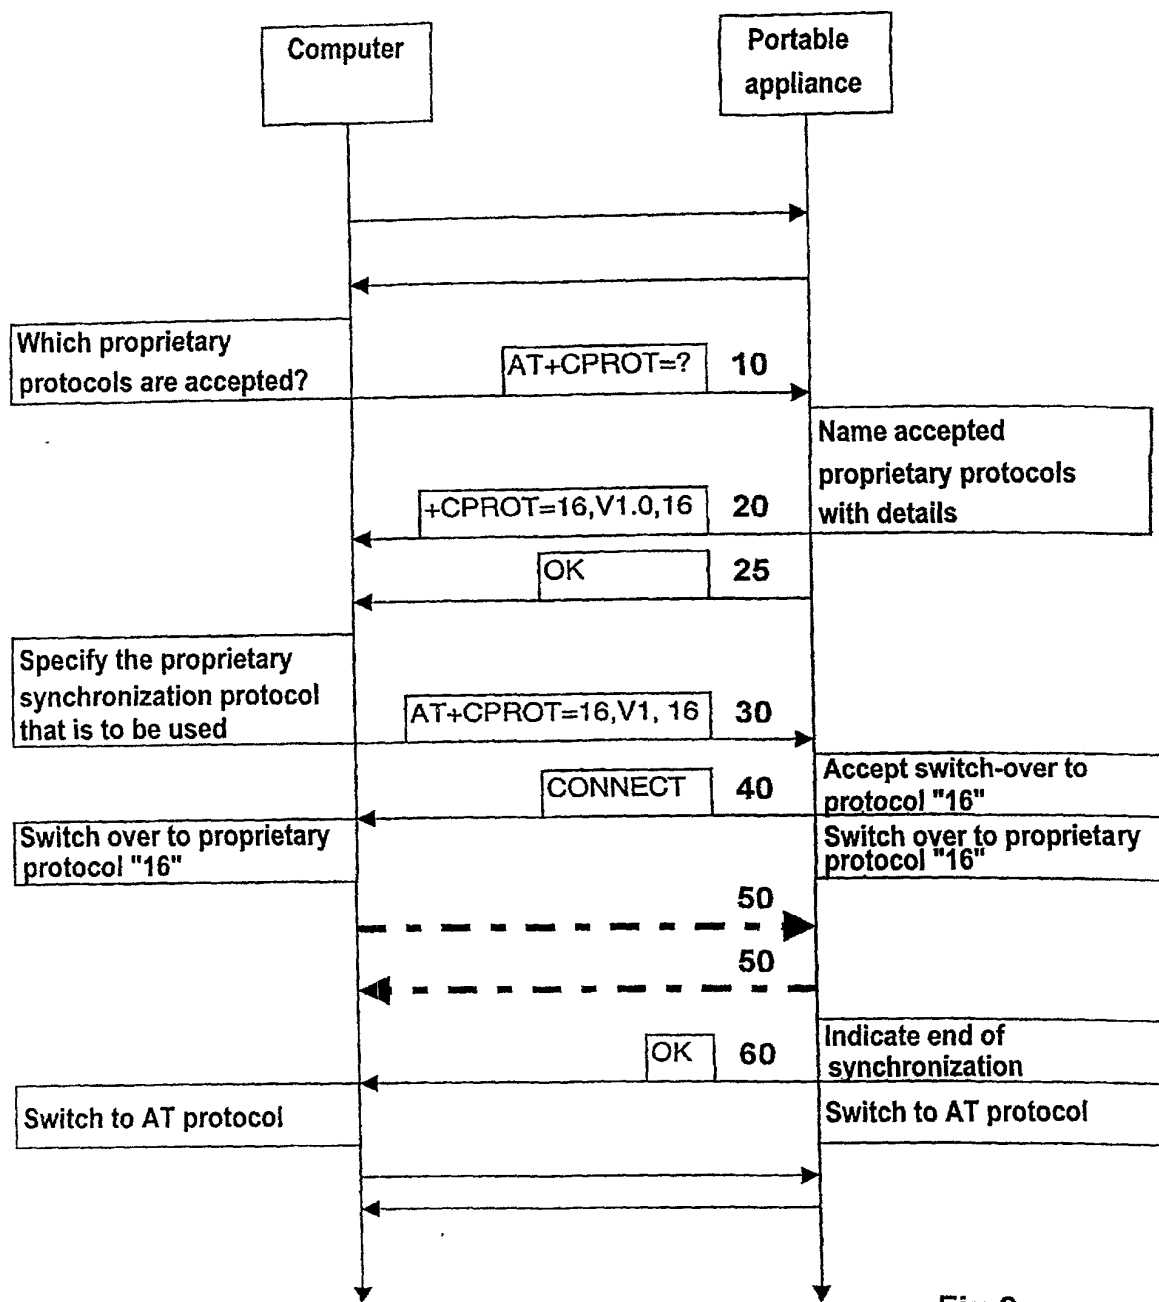 Computer
Portable
appliance
Which proprietary
protocols are accepted?
AT+CPROT=?
10
Name accepted
proprietary protocols
with details
+CPROT=16,V1.0,16
20
OK
25
Specify the proprietary
synchronization protocol
that is to be used
AT+CPROT=16,V1, 16
30
CONNECT
40
Accept switch-over to
protocol "16"
Switch over to proprietary
protocol "16"
Switch over to proprietary
protocol "16"
50
50
OK
60
Indicate end of
synchronization
Switch to AT protocol
Switch to AT protocol